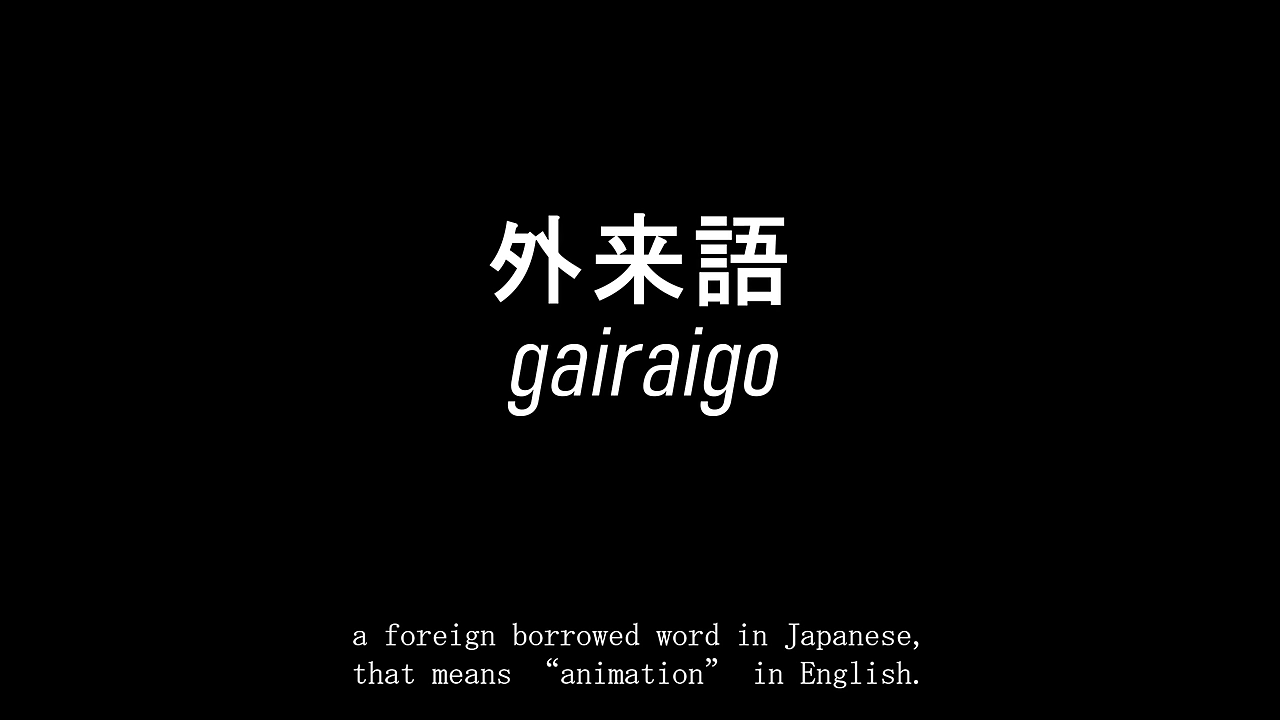 外来語
gairaigo
a foreign borrowed word in Japanese,
that means “animation” in English.